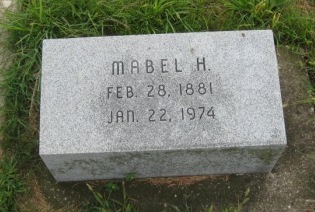 MABEL H.
FEB. 28, 1881
JAN. 22, 1974